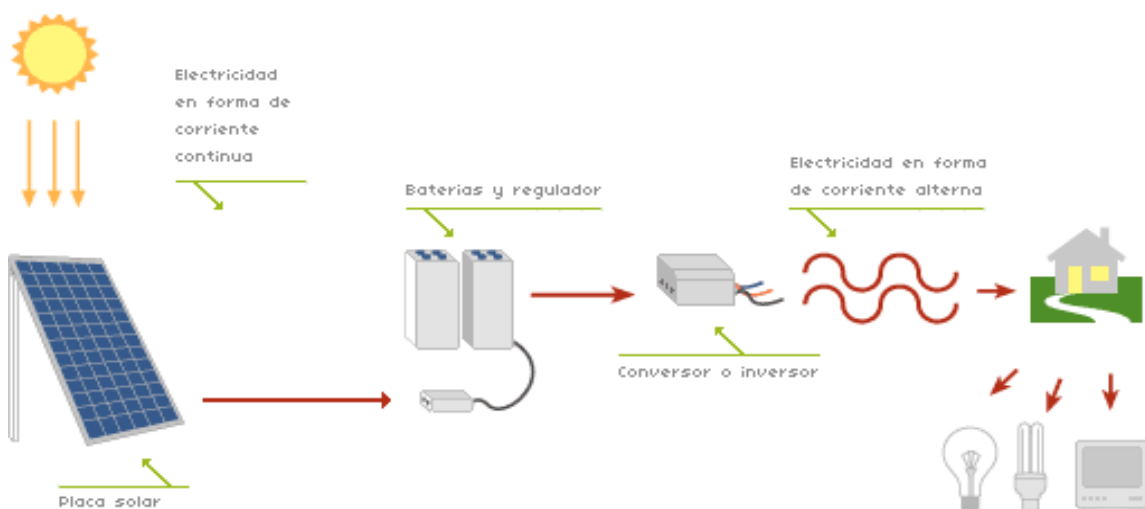 Electricidad
en forma de
corriente
continua
Baterias y regulador
Electricidad en forma
de corriente alterna
Conversor o inversor
Placa solar